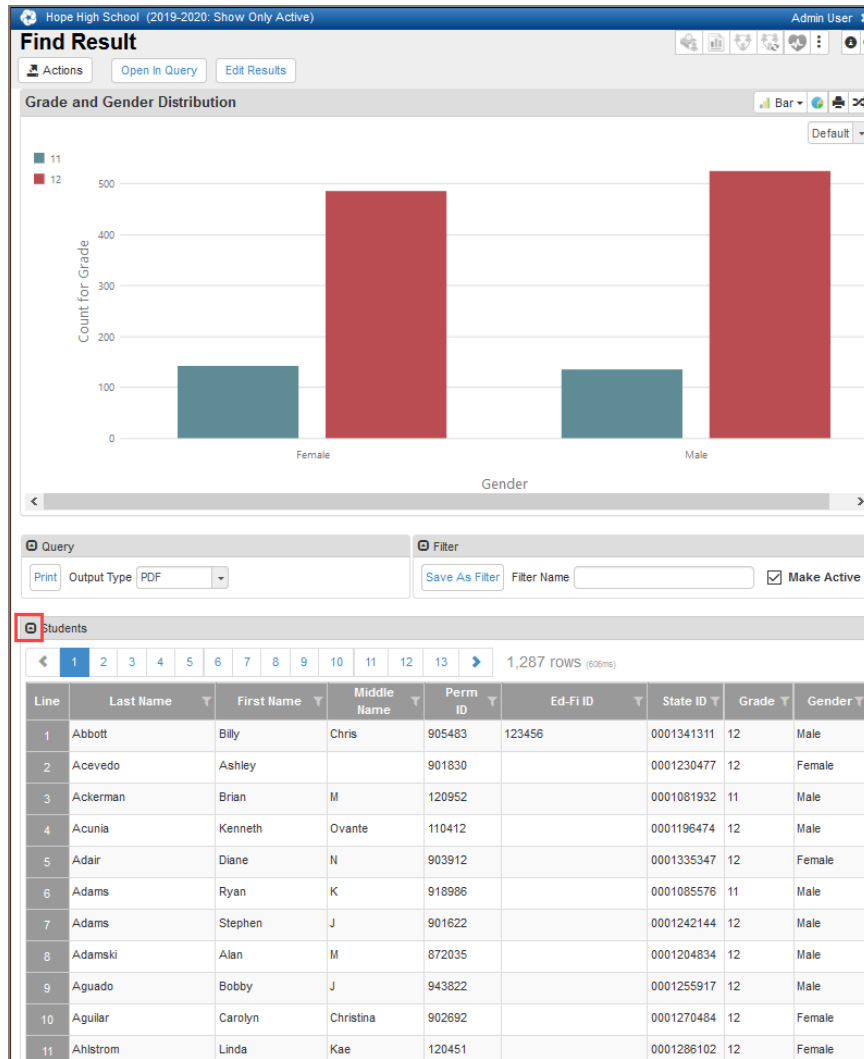 Hope High School (2019-2020: Show Only Active) Admin User
Find Result
Actions Open In Query Edit Results
Grade and Gender Distribution Bar
Default
11
12
500
400
300
200
100
0
Count for Grade
Female Male
Gender
Query Filter
Print Output Type PDF Save As Filter Filter Name Make Active
Students
1 2 3 4 5 6 7 8 9 10 11 12 13 1,287 rows (606ms)
Line Last Name First Name Middle Name Perm ID Ed-Fi ID State ID Grade Gender
1 Abbott Billy Chris 905483 123456 0001341311 12 Male
2 Acevedo Ashley 901830 0001230477 12 Female
3 Ackerman Brian M 120952 0001081932 11 Male
4 Acunia Kenneth Ovante 110412 0001196474 12 Male
5 Adair Diane N 903912 0001335347 12 Female
6 Adams Ryan K 918986 0001085576 11 Male
7 Adams Stephen J 901622 0001242144 12 Male
8 Adamski Alan M 872035 0001204834 12 Male
9 Aguado Bobby J 943822 0001255917 12 Male
10 Aguilar Carolyn Christina 902692 0001270484 12 Female
11 Ahlstrom Linda Kae 120451 0001286102 12 Female